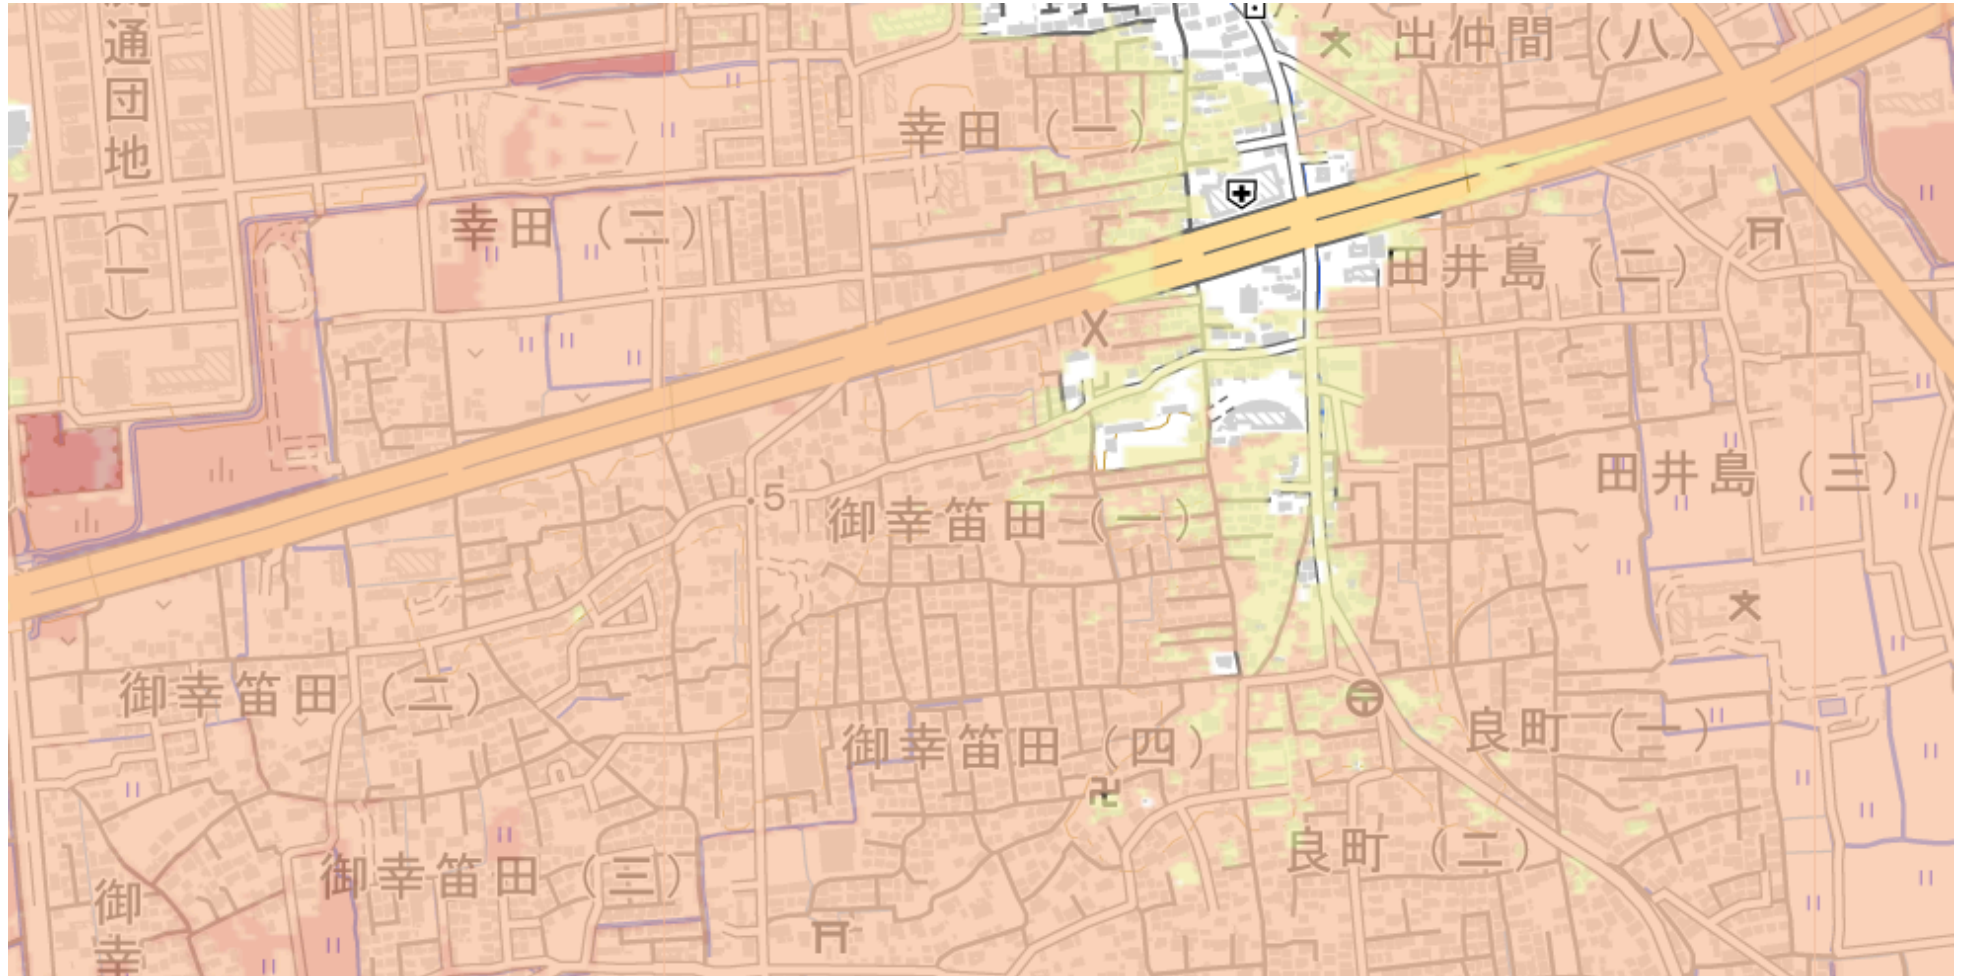 通団地（一）
出仲間（八）
幸田（一）
7
幸田（二）
田井島（二）
田井島（三）
5
御幸笛田（一）
御幸笛田（二）
御幸笛田（四）
良町（一）
良町（二）
御幸笛田（三）
御幸